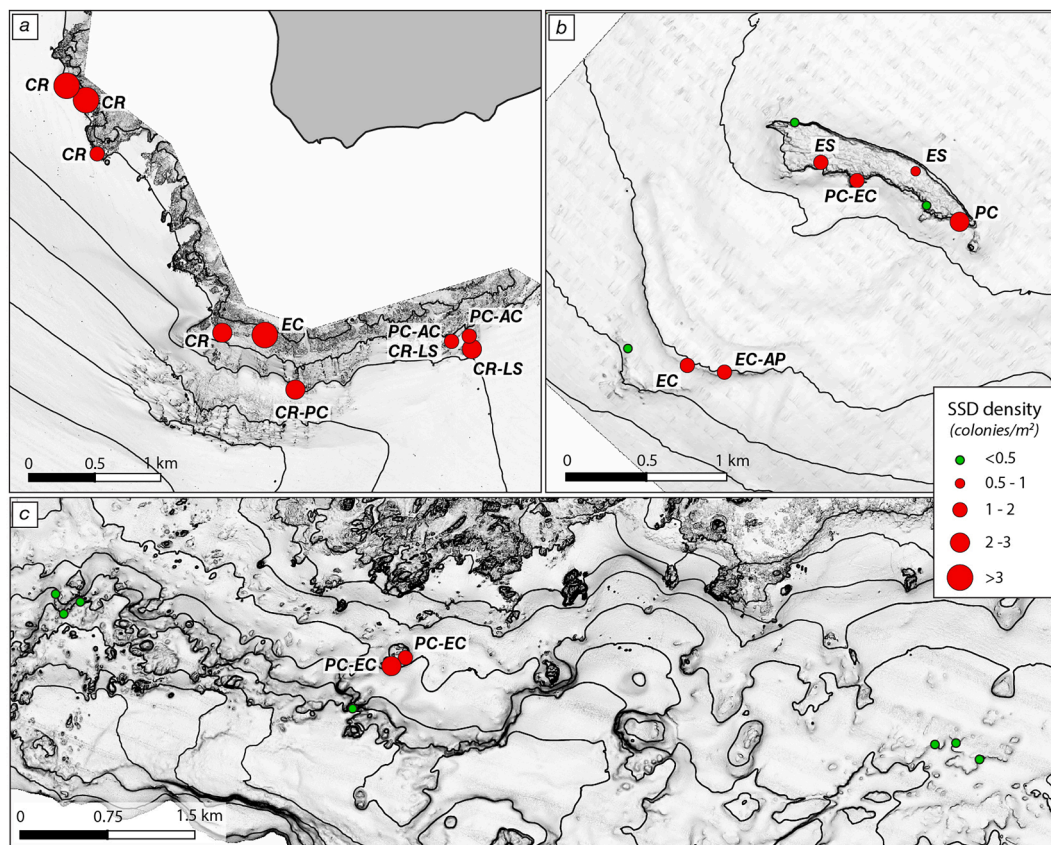 a
CR
CR
CR
CR
EC
PC-AC
PC-AC
CR-LS
CR-LS
CR-PC
0 0.5 1 km
b
ES
ES
PC-EC
PC
EC-AP
EC
0 0.5 1 km
SSD density
(colonies/m²)
<0.5
0.5 - 1
1 - 2
2 -3
>3
c
PC-EC
PC-EC
0 0.75 1.5 km